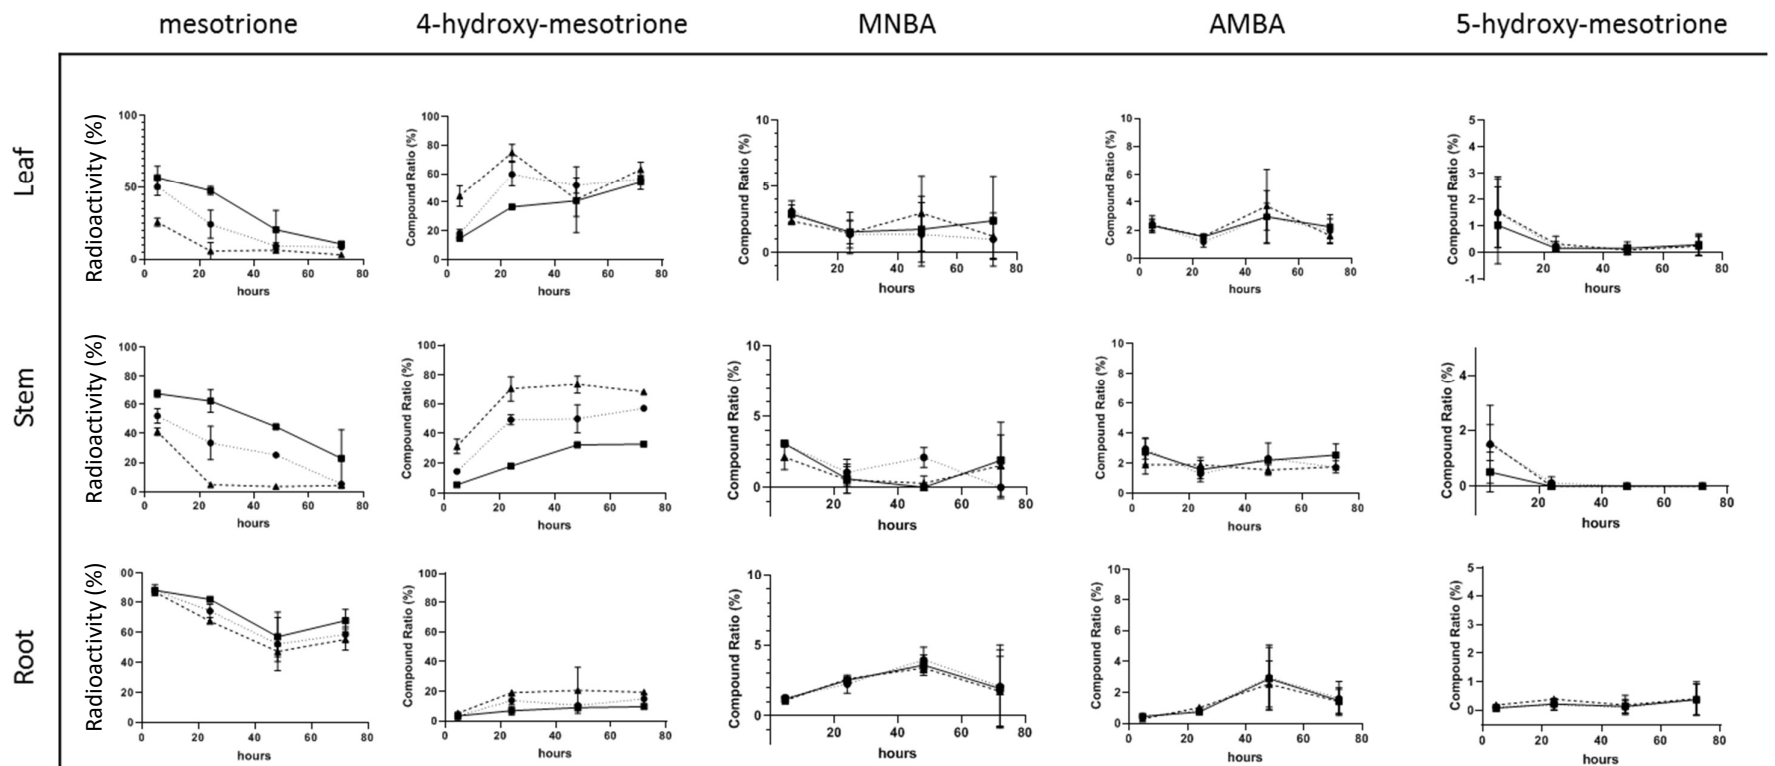 mesotrione 4-hydroxy-mesotrione MNBA AMBA 5-hydroxy-mesotrione
Leaf
Radioactivity (%)
100
50
0
0 20 40 60 80
hours
Compound Ratio (%)
100
80
60
40
20
0
0 20 40 60 80
hours
Compound Ratio (%)
10
5
0
20 40 60 80
hours
Compound Ratio (%)
10
8
6
4
2
0
0 20 40 60 80
hours
Compound Ratio (%)
5
4
3
2
1
0
-1
20 40 60 80
hours
Stem
Radioactivity (%)
100
80
60
40
20
0
0 20 40 60 80
hours
Compound Ratio (%)
100
80
60
40
20
0
0 20 40 60 80
hours
Compound Ratio (%)
10
5
0
20 40 60 80
hours
Compound Ratio (%)
10
8
6
4
2
0
0 20 40 60 80
hours
Compound Ratio (%)
4
2
0
20 40 60 80
hours
Root
Radioactivity (%)
00
80
60
40
20
0
0 20 40 60 80
hours
Compound Ratio (%)
100
80
60
40
20
0
0 20 40 60 80
hours
Compound Ratio (%)
10
5
0
20 40 60 80
hours
Compound Ratio (%)
10
8
6
4
2
0
0 20 40 60 80
hours
Compound Ratio (%)
5
4
3
2
1
0
0 20 40 60 80
hours